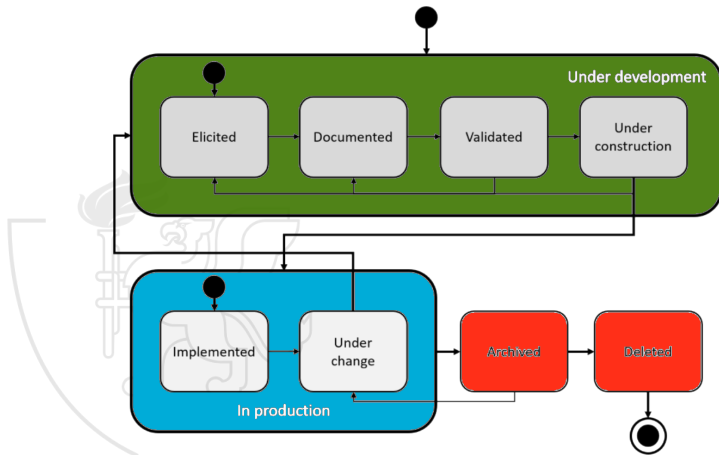 Under development
Elicited
Documented
Validated
Under
construction
Implemented
Under
change
Archived
Deleted
In production